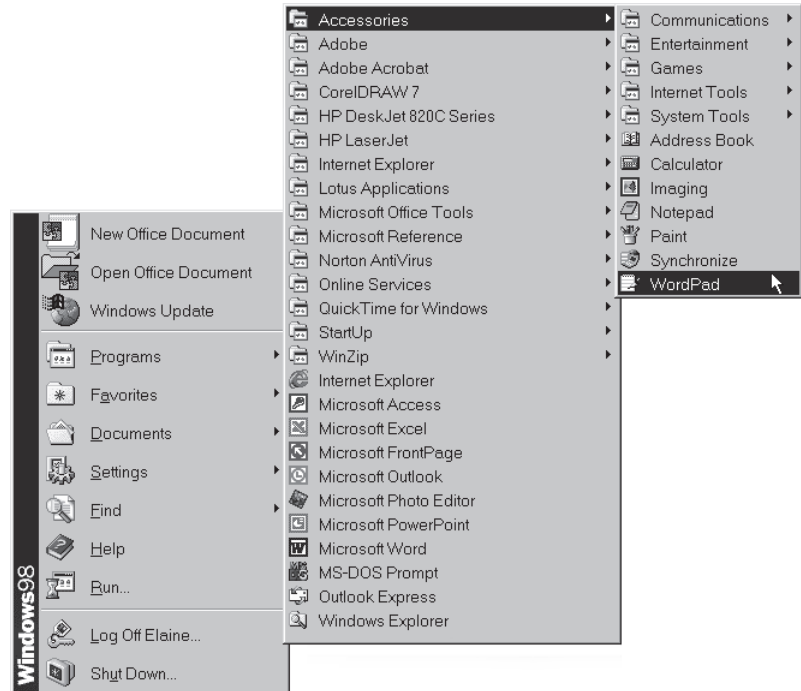 New Office Document
Open Office Document
Windows Update
Programs
Favorites
Documents
Settings
Find
Help
Run...
Log Off Elaine...
Shut Down...
Windows98
Accessories
Adobe
Adobe Acrobat
CorelDRAW 7
HP DeskJet 820C Series
HP LaserJet
Internet Explorer
Lotus Applications
Microsoft Office Tools
Microsoft Reference
Norton AntiVirus
Online Services
QuickTime for Windows
StartUp
WinZip
Internet Explorer
Microsoft Access
Microsoft Excel
Microsoft FrontPage
Microsoft Outlook
Microsoft Photo Editor
Microsoft PowerPoint
Microsoft Word
MS-DOS Prompt
Outlook Express
Windows Explorer
Communications
Entertainment
Games
Internet Tools
System Tools
Address Book
Calculator
Imaging
Notepad
Paint
Synchronize
WordPad